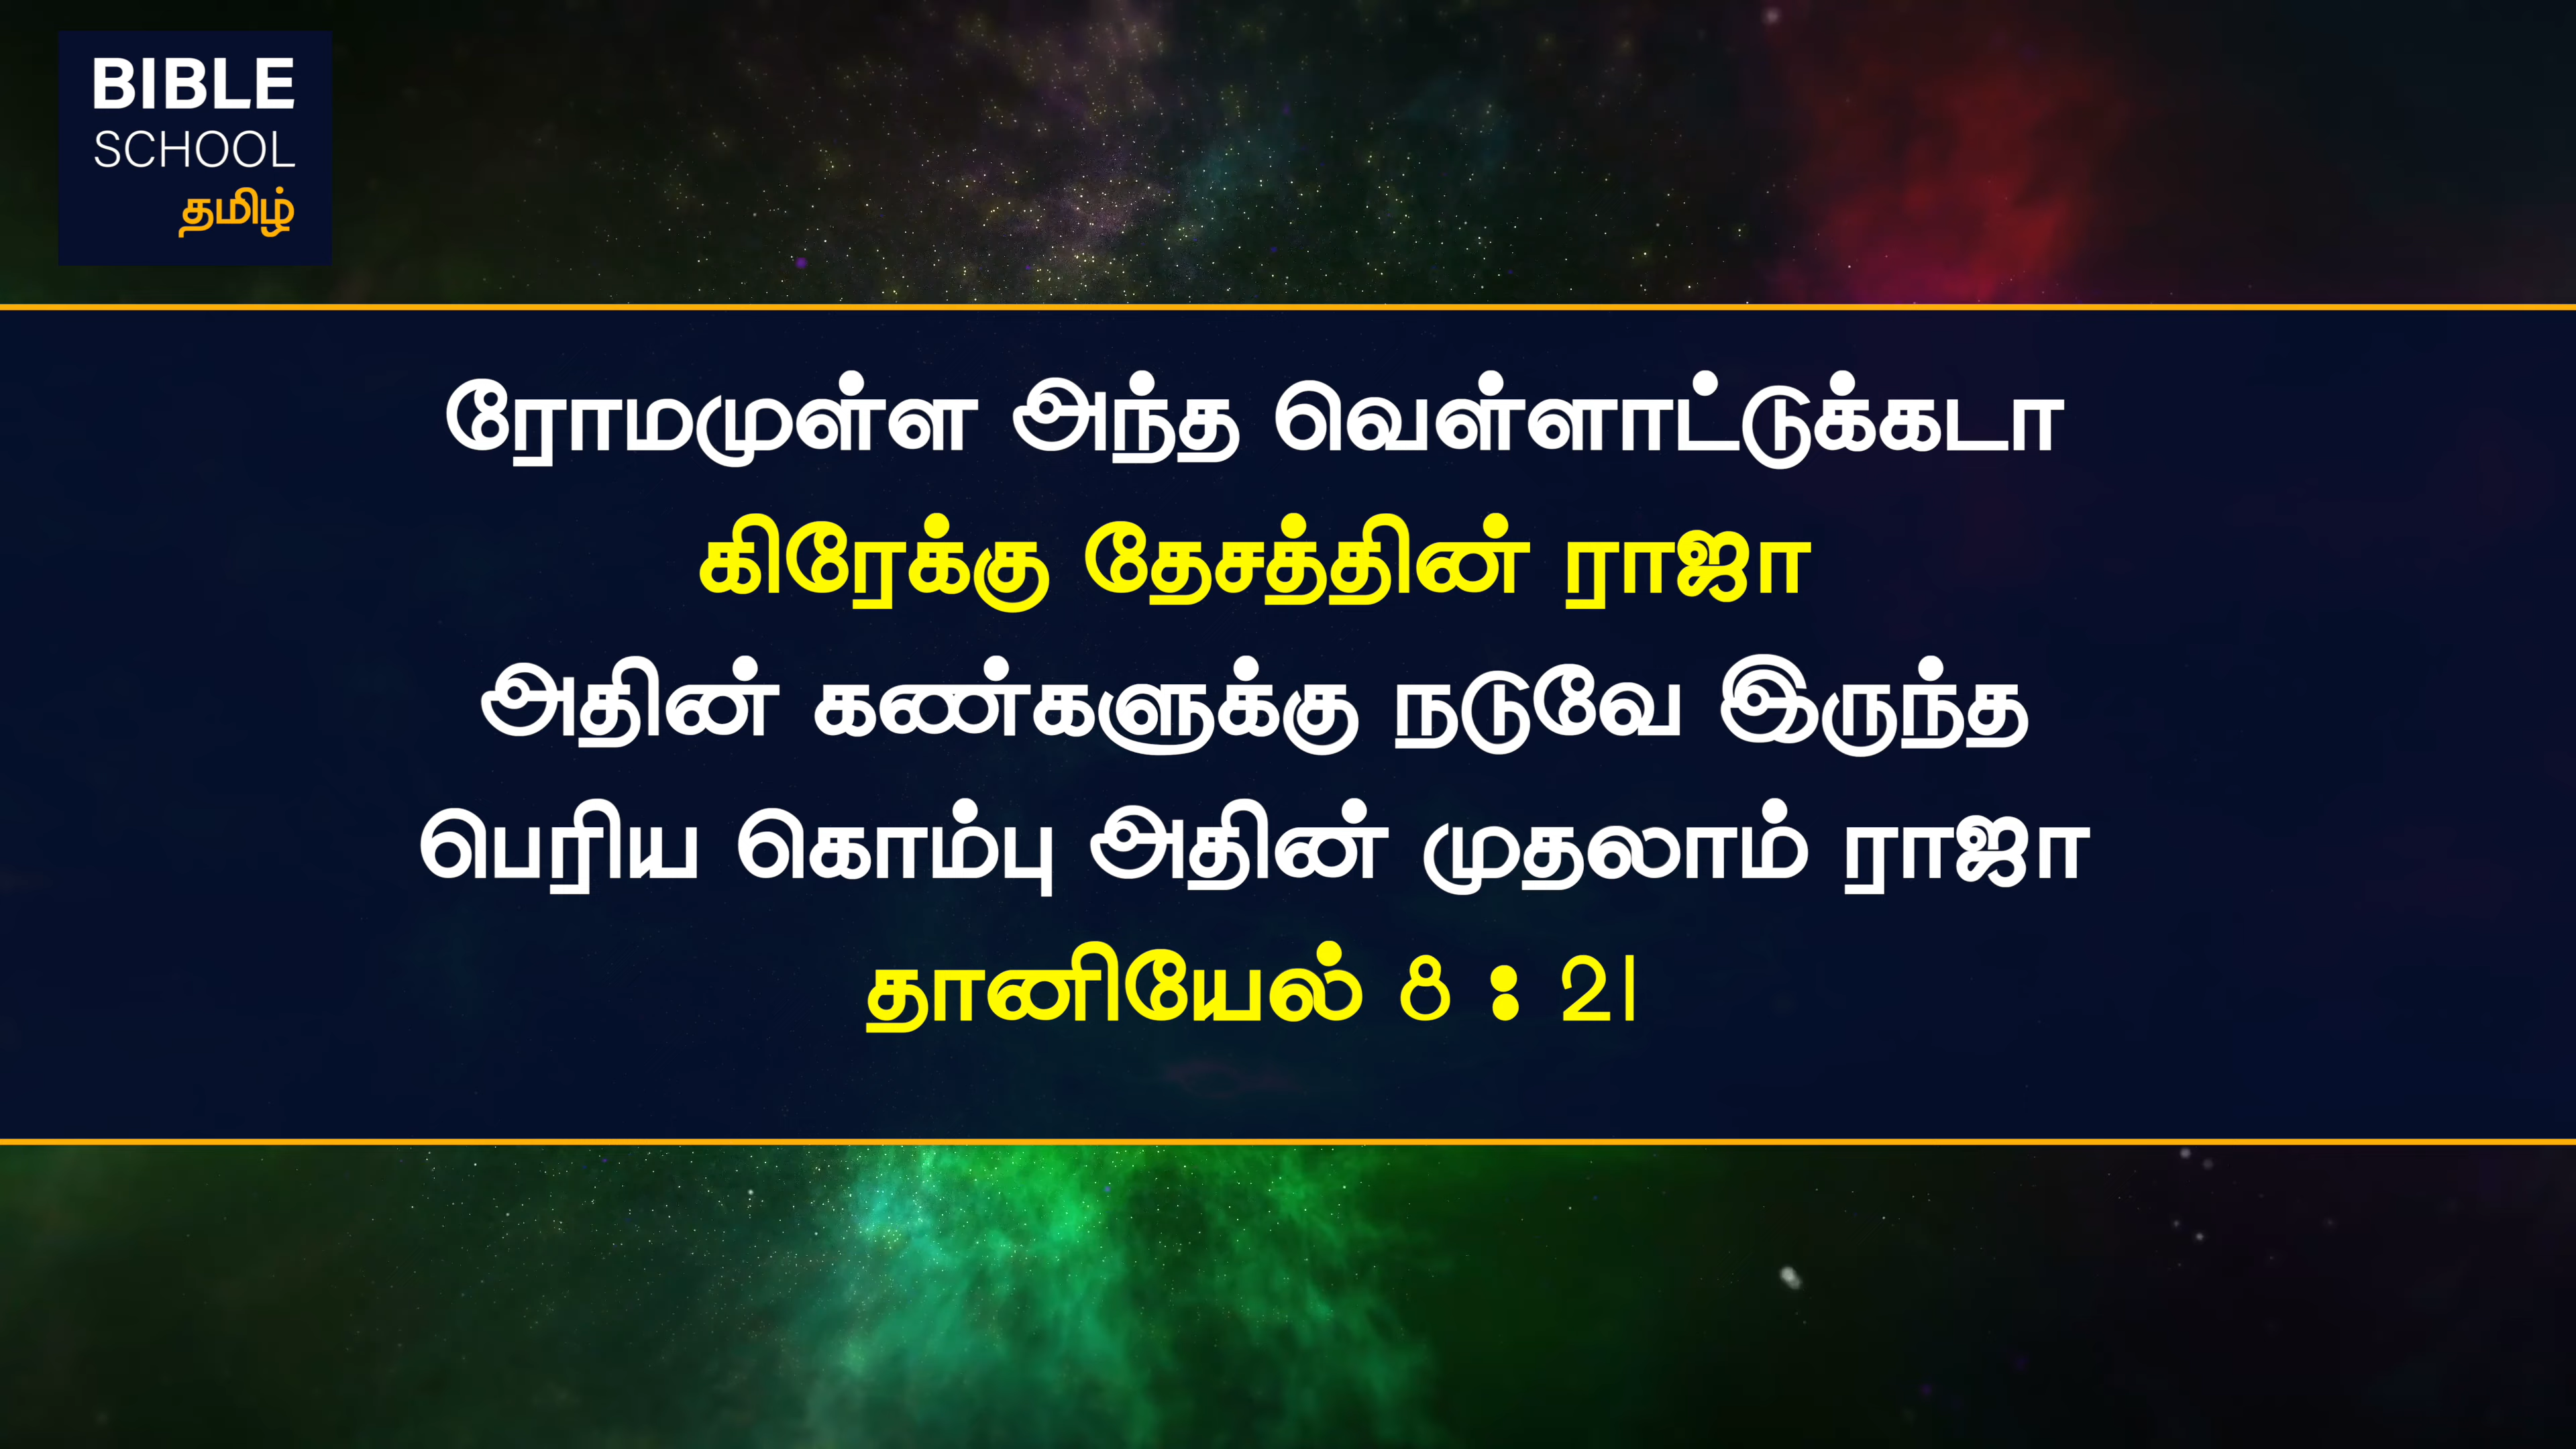 BIBLE
SCHOOL
தமிழ்
ரோமமுள்ள அந்த வெள்ளாட்டுக்கடா
கிரேக்கு தேசத்தின் ராஜா
அதின் கண்களுக்கு நடுவே இருந்த
பெரிய கொம்பு அதின் முதலாம் ராஜா
தானியேல் 8 : 21